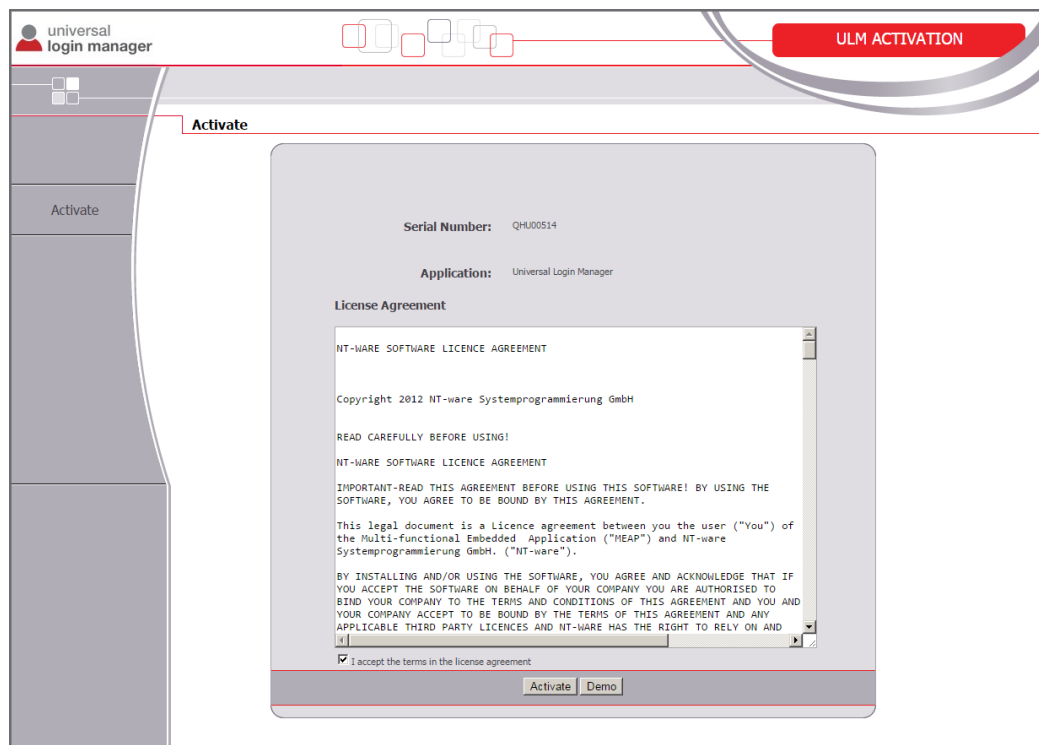 universal
login manager
ULM ACTIVATION
Activate
Activate
Serial Number: QHU00514
Application: Universal Login Manager
License Agreement
NT-WARE SOFTWARE LICENCE AGREEMENT
Copyright 2012 NT-ware Systemprogrammierung GmbH
READ CAREFULLY BEFORE USING!
NT-WARE SOFTWARE LICENCE AGREEMENT
IMPORTANT-READ THIS AGREEMENT BEFORE USING THIS SOFTWARE! BY USING THE
SOFTWARE, YOU AGREE TO BE BOUND BY THIS AGREEMENT.
This legal document is a Licence agreement between you the user ("You") of
the Multi-functional Embedded Application ("MEAP") and NT-ware
Systemprogrammierung GmbH. ("NT-ware").
BY INSTALLING AND/OR USING THE SOFTWARE, YOU AGREE AND ACKNOWLEDGE THAT IF
YOU ACCEPT THE SOFTWARE ON BEHALF OF YOUR COMPANY YOU ARE AUTHORISED TO
BIND YOUR COMPANY TO THE TERMS AND CONDITIONS OF THIS AGREEMENT AND YOU AND
YOUR COMPANY ACCEPT TO BE BOUND BY THE TERMS OF THIS AGREEMENT AND ANY
APPLICABLE THIRD PARTY LICENCES AND NT-WARE HAS THE RIGHT TO RELY ON AND
I accept the terms in the license agreement
Activate Demo